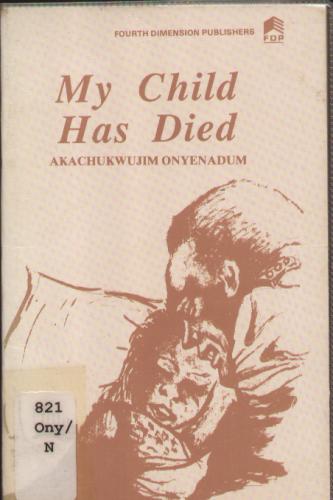 FOURTH DIMENSION PUBLISHERS
FDP
My Child
Has Died
AKACHUKWUJIM ONYENADUM
821
Ony/
N